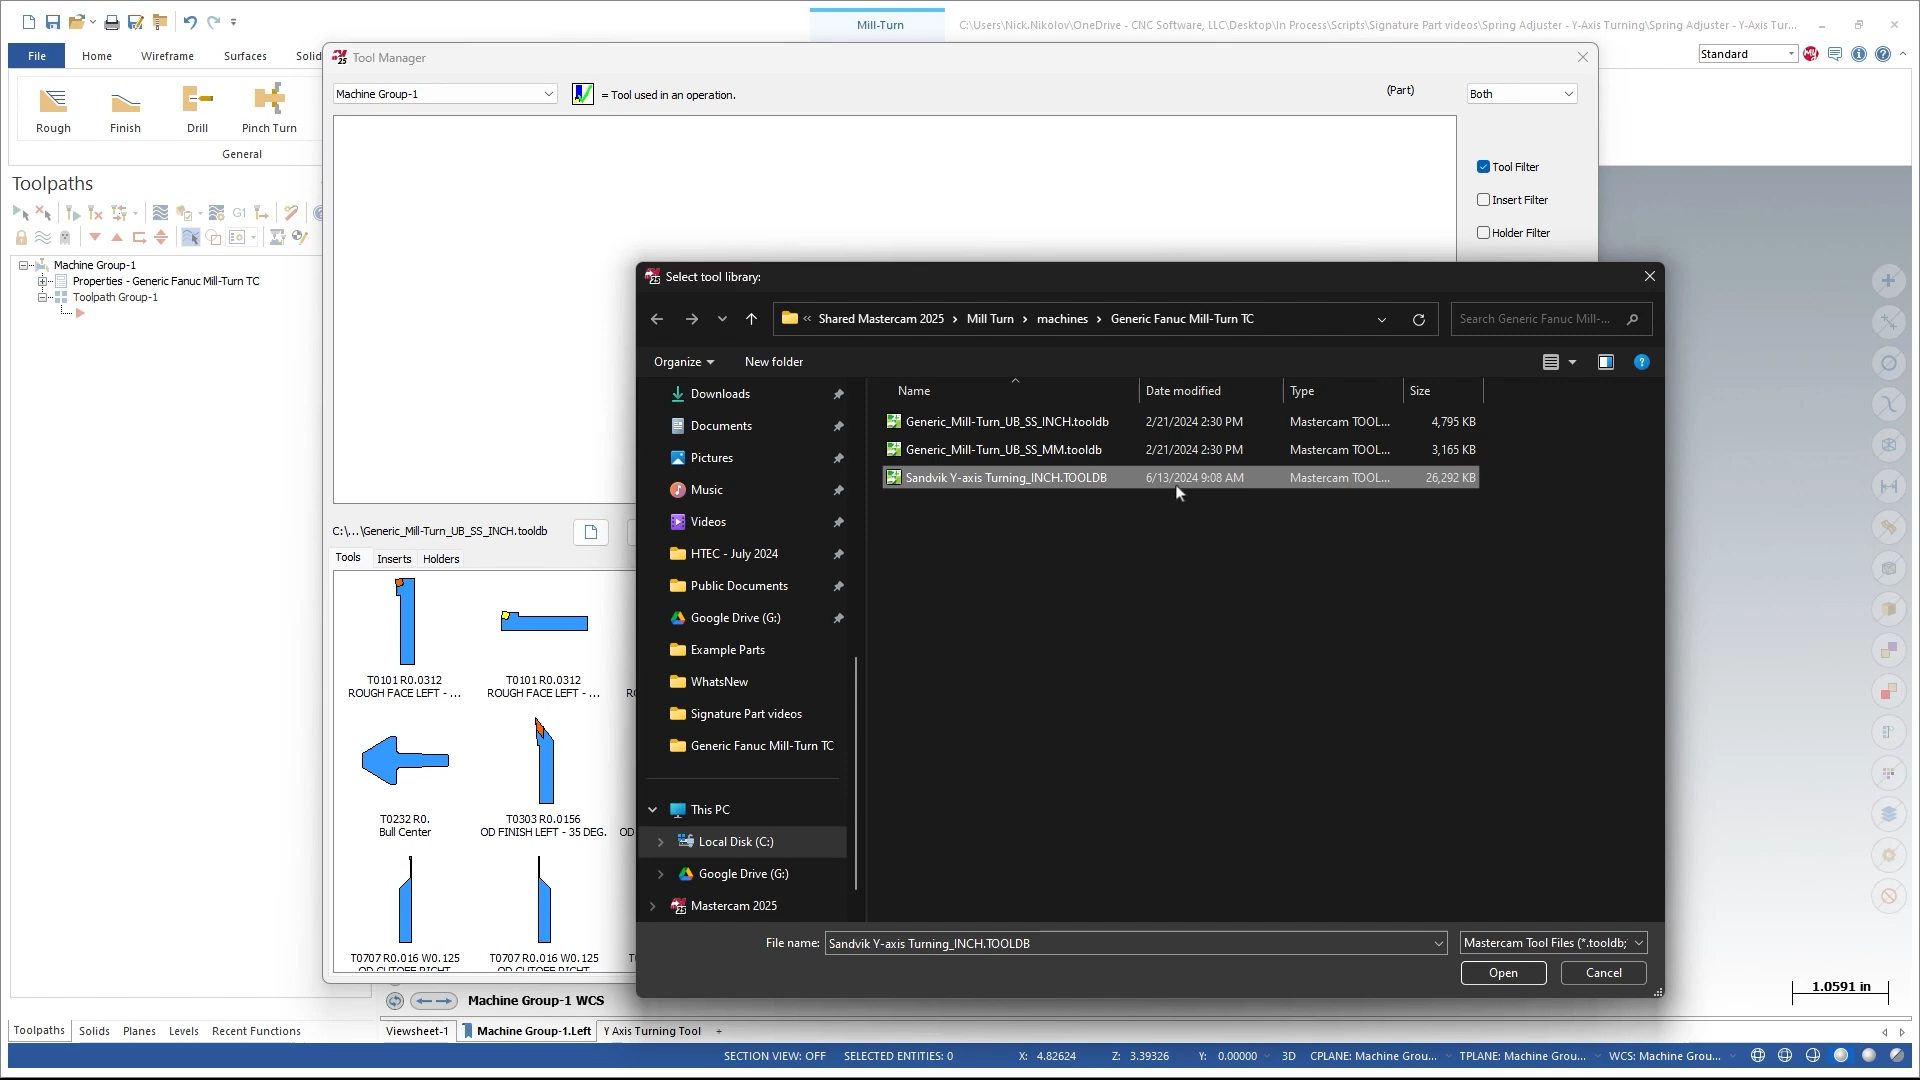 Mill-Turn
C:\Users\Nick.Nikolov\OneDrive - CNC Software, LLC\Desktop\In Process\Scripts\Signature Part videos\Spring Adjuster - Y-Axis Turning\Spring Adjuster - Y-Axis Tur...
File
Home
Wireframe
Surfaces
Solid
Standard
Rough
Finish
Drill
Pinch Turn
General
Tool Manager
Machine Group-1
= Tool used in an operation.
(Part)
Both
Tool Filter
Insert Filter
Holder Filter
Toolpaths
G1
Machine Group-1
Properties - Generic Fanuc Mill-Turn TC
Toolpath Group-1
C:\...\Generic_Mill-Turn_UB_SS_INCH.tooldb
Tools
Inserts
Holders
T0101 R0.0312
ROUGH FACE LEFT - ...
T0101 R0.0312
ROUGH FACE LEFT - ...
T0232 R0.
Bull Center
T0303 R0.0156
OD FINISH LEFT - 35 DEG.
OD
T0707 R0.016 W0.125
OD CUTOFF RIGHT
T0707 R0.016 W0.125
OD CUTOFF RIGHT
Select tool library:
« Shared Mastercam 2025 > Mill Turn > machines > Generic Fanuc Mill-Turn TC
Search Generic Fanuc Mill-...
Organize
New folder
Name
Date modified
Type
Size
Generic_Mill-Turn_UB_SS_INCH.tooldb
2/21/2024 2:30 PM
Mastercam TOOL...
4,795 KB
Generic_Mill-Turn_UB_SS_MM.tooldb
2/21/2024 2:30 PM
Mastercam TOOL...
3,165 KB
Sandvik Y-axis Turning_INCH.TOOLDB
6/13/2024 9:08 AM
Mastercam TOOL...
26,292 KB
Downloads
Documents
Pictures
Music
Videos
HTEC - July 2024
Public Documents
Google Drive (G:)
Example Parts
WhatsNew
Signature Part videos
Generic Fanuc Mill-Turn TC
This PC
Local Disk (C:)
Google Drive (G:)
Mastercam 2025
File name:
Sandvik Y-axis Turning_INCH.TOOLDB
Mastercam Tool Files (*.tooldb;
Open
Cancel
1.0591 in
Machine Group-1 WCS
Toolpaths
Solids
Planes
Levels
Recent Functions
Viewsheet-1
Machine Group-1.Left
Y Axis Turning Tool
+
SECTION VIEW: OFF
SELECTED ENTITIES: 0
X: 4.82624
Z: 3.39326
Y: 0.00000
3D
CPLANE: Machine Grou...
TPLANE: Machine Grou...
WCS: Machine Grou...